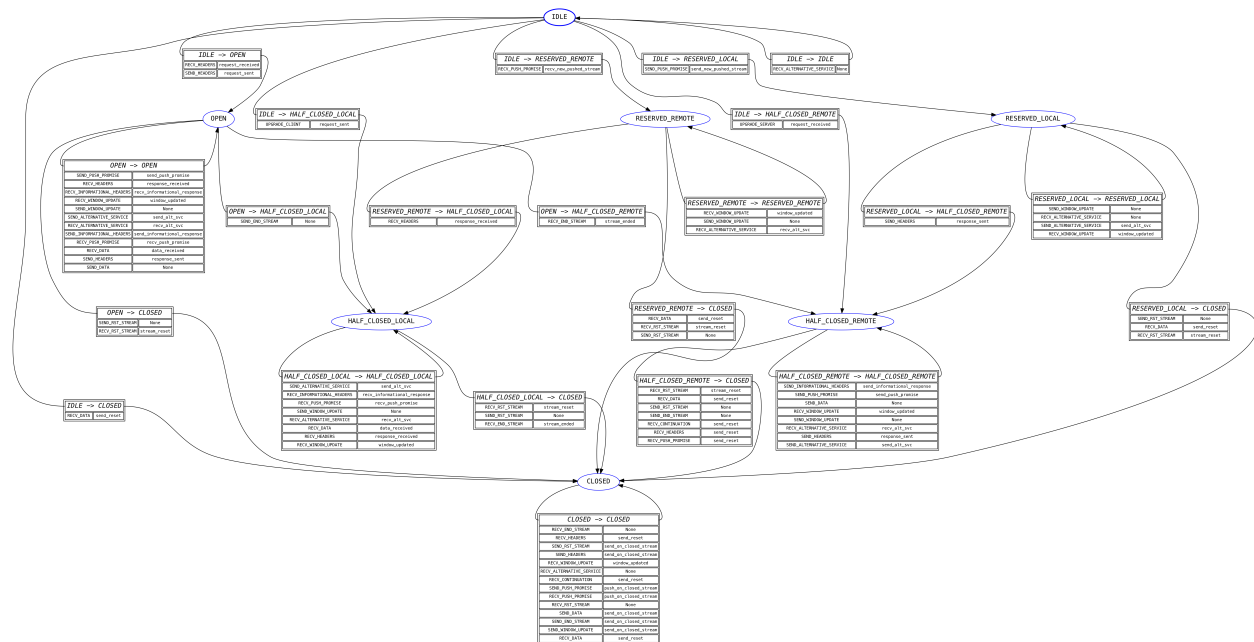 IDLE
IDLE -> OPEN
RECV_HEADERS request_received
SEND_HEADERS request_sent
IDLE -> RESERVED_REMOTE
RECV_PUSH_PROMISE recv_new_pushed_stream
IDLE -> RESERVED_LOCAL
SEND_PUSH_PROMISE send_new_pushed_stream
IDLE -> IDLE
RECV_ALTERNATIVE_SERVICE None
OPEN
IDLE -> HALF_CLOSED_LOCAL
UPGRADE_CLIENT request_sent
RESERVED_REMOTE
IDLE -> HALF_CLOSED_REMOTE
UPGRADE_SERVER request_received
RESERVED_LOCAL
OPEN -> OPEN
SEND_PUSH_PROMISE send_push_promise
RECV_HEADERS response_received
RECV_INFORMATIONAL_HEADERS recv_informational_response
RECV_WINDOW_UPDATE window_updated
SEND_WINDOW_UPDATE None
SEND_ALTERNATIVE_SERVICE send_alt_svc
RECV_ALTERNATIVE_SERVICE recv_alt_svc
SEND_INFORMATIONAL_HEADERS send_informational_response
RECV_PUSH_PROMISE recv_push_promise
RECV_DATA data_received
SEND_HEADERS response_sent
SEND_DATA None
OPEN -> HALF_CLOSED_LOCAL
SEND_END_STREAM None
RESERVED_REMOTE -> HALF_CLOSED_LOCAL
RECV_HEADERS response_received
OPEN -> HALF_CLOSED_REMOTE
RECV_END_STREAM stream_ended
RESERVED_REMOTE -> RESERVED_REMOTE
RECV_WINDOW_UPDATE window_updated
SEND_WINDOW_UPDATE None
RECV_ALTERNATIVE_SERVICE recv_alt_svc
RESERVED_LOCAL -> HALF_CLOSED_REMOTE
SEND_HEADERS response_sent
RESERVED_LOCAL -> RESERVED_LOCAL
SEND_WINDOW_UPDATE None
RECV_ALTERNATIVE_SERVICE None
SEND_ALTERNATIVE_SERVICE send_alt_svc
RECV_WINDOW_UPDATE window_updated
OPEN -> CLOSED
SEND_RST_STREAM None
RECV_RST_STREAM stream_reset
HALF_CLOSED_LOCAL
RESERVED_REMOTE -> CLOSED
RECV_DATA send_reset
RECV_RST_STREAM stream_reset
SEND_RST_STREAM None
HALF_CLOSED_REMOTE
RESERVED_LOCAL -> CLOSED
SEND_RST_STREAM None
RECV_DATA send_reset
RECV_RST_STREAM stream_reset
IDLE -> CLOSED
RECV_DATA send_reset
HALF_CLOSED_LOCAL -> HALF_CLOSED_LOCAL
SEND_ALTERNATIVE_SERVICE send_alt_svc
RECV_INFORMATIONAL_HEADERS recv_informational_response
RECV_PUSH_PROMISE recv_push_promise
SEND_WINDOW_UPDATE None
RECV_ALTERNATIVE_SERVICE recv_alt_svc
RECV_DATA data_received
RECV_HEADERS response_received
RECV_WINDOW_UPDATE window_updated
HALF_CLOSED_LOCAL -> CLOSED
RECV_RST_STREAM stream_reset
SEND_RST_STREAM None
RECV_END_STREAM stream_ended
HALF_CLOSED_REMOTE -> CLOSED
RECV_RST_STREAM stream_reset
RECV_DATA send_reset
SEND_RST_STREAM None
SEND_END_STREAM None
RECV_CONTINUATION send_reset
RECV_HEADERS send_reset
RECV_PUSH_PROMISE send_reset
HALF_CLOSED_REMOTE -> HALF_CLOSED_REMOTE
SEND_INFORMATIONAL_HEADERS send_informational_response
SEND_PUSH_PROMISE send_push_promise
SEND_DATA None
RECV_WINDOW_UPDATE window_updated
SEND_WINDOW_UPDATE None
RECV_ALTERNATIVE_SERVICE recv_alt_svc
SEND_HEADERS response_sent
SEND_ALTERNATIVE_SERVICE send_alt_svc
CLOSED
CLOSED -> CLOSED
RECV_END_STREAM None
RECV_HEADERS send_reset
SEND_RST_STREAM send_on_closed_stream
SEND_HEADERS send_on_closed_stream
RECV_WINDOW_UPDATE window_updated
RECV_ALTERNATIVE_SERVICE None
RECV_CONTINUATION send_reset
SEND_PUSH_PROMISE push_on_closed_stream
RECV_PUSH_PROMISE push_on_closed_stream
RECV_RST_STREAM None
SEND_DATA send_on_closed_stream
SEND_END_STREAM send_on_closed_stream
SEND_WINDOW_UPDATE send_on_closed_stream
RECV_DATA send_reset